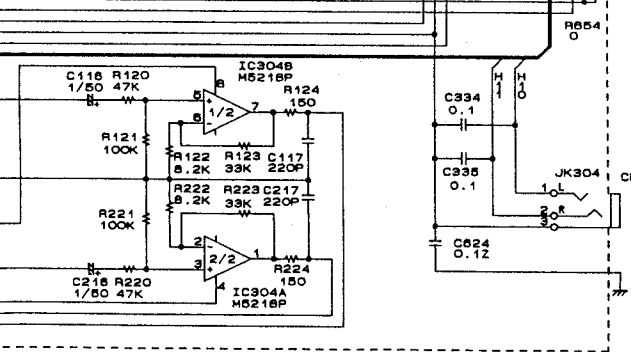 R654
0
IC304B
M5218P
C116 R120
1/50 47K
8
R124
150
5
+
1/2
7
6
-
R121
100K
R122
8.2K
R123
33K
C117
220P
R222
8.2K
R223
33K
C217
220P
R221
100K
2
-
2/2
1
3
+
R224
150
C216 R220
1/50 47K
4
IC304A
M5218P
H11
H10
C334
0.1
C335
0.1
JK304
1 L
2 R
3
C624
0.1Z